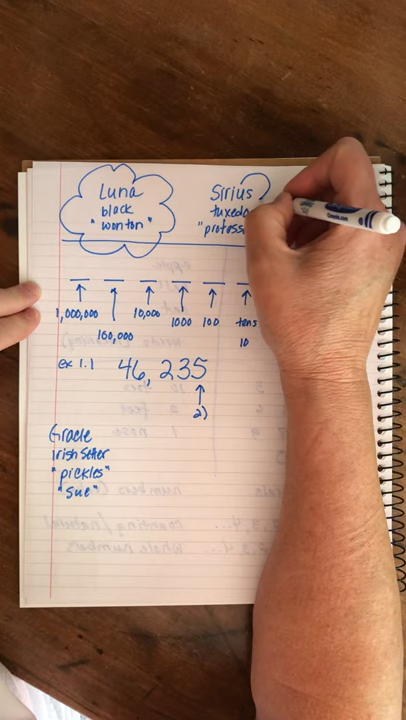 Luna
black
"wonton"
Sirius
tuxedo
1,000,000
100,000
10,000
1000
100
tens
10
ex 1.1 46,235
2)
Gracie
Irish Setter
"pickles"
"Sue"